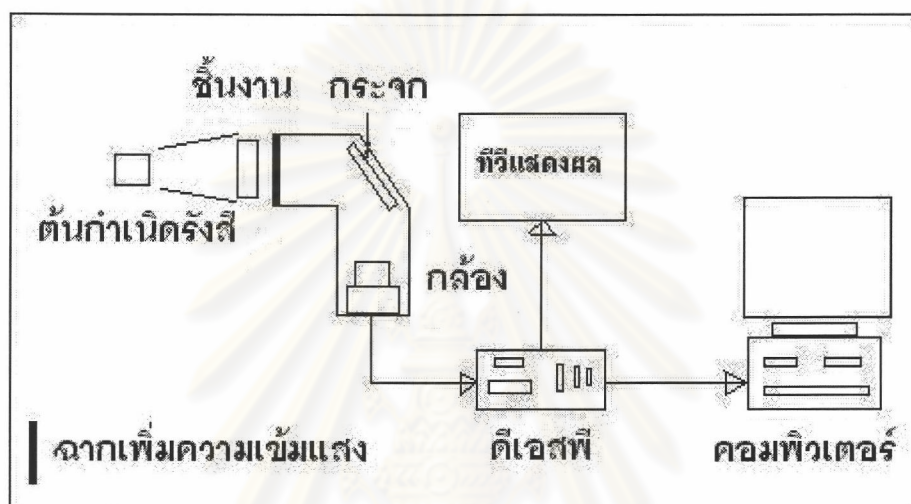 ชิ้นงาน กระจก
ทีวีแสดงผล
ต้นกำเนิดรังสี
กล้อง
ฉากเพิ่มความเข้มแสง
ดีเอสพี
คอมพิวเตอร์